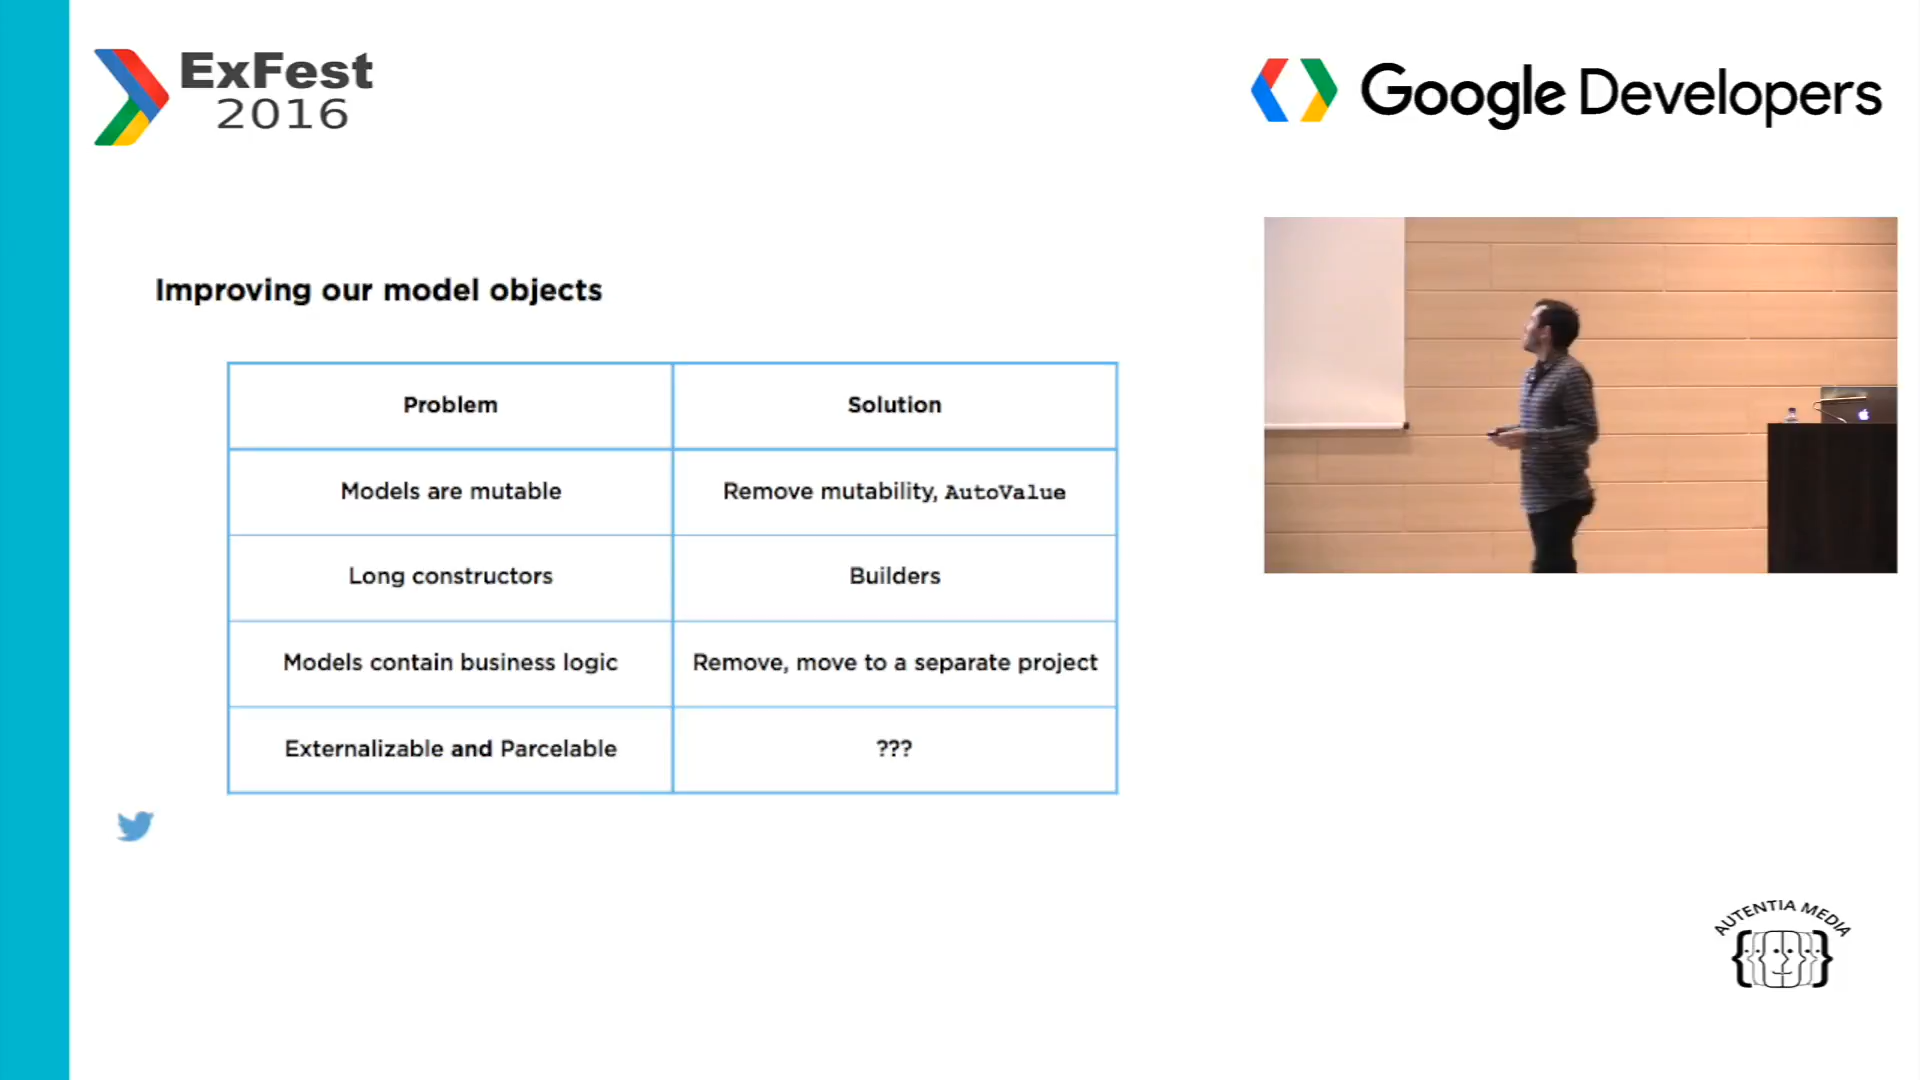 ExFest
2016
Google Developers
Improving our model objects
Problem
Solution
Models are mutable
Remove mutability, AutoValue
Long constructors
Builders
Models contain business logic
Remove, move to a separate project
Externalizable and Parcelable
???
AUTENTIA MEDIA